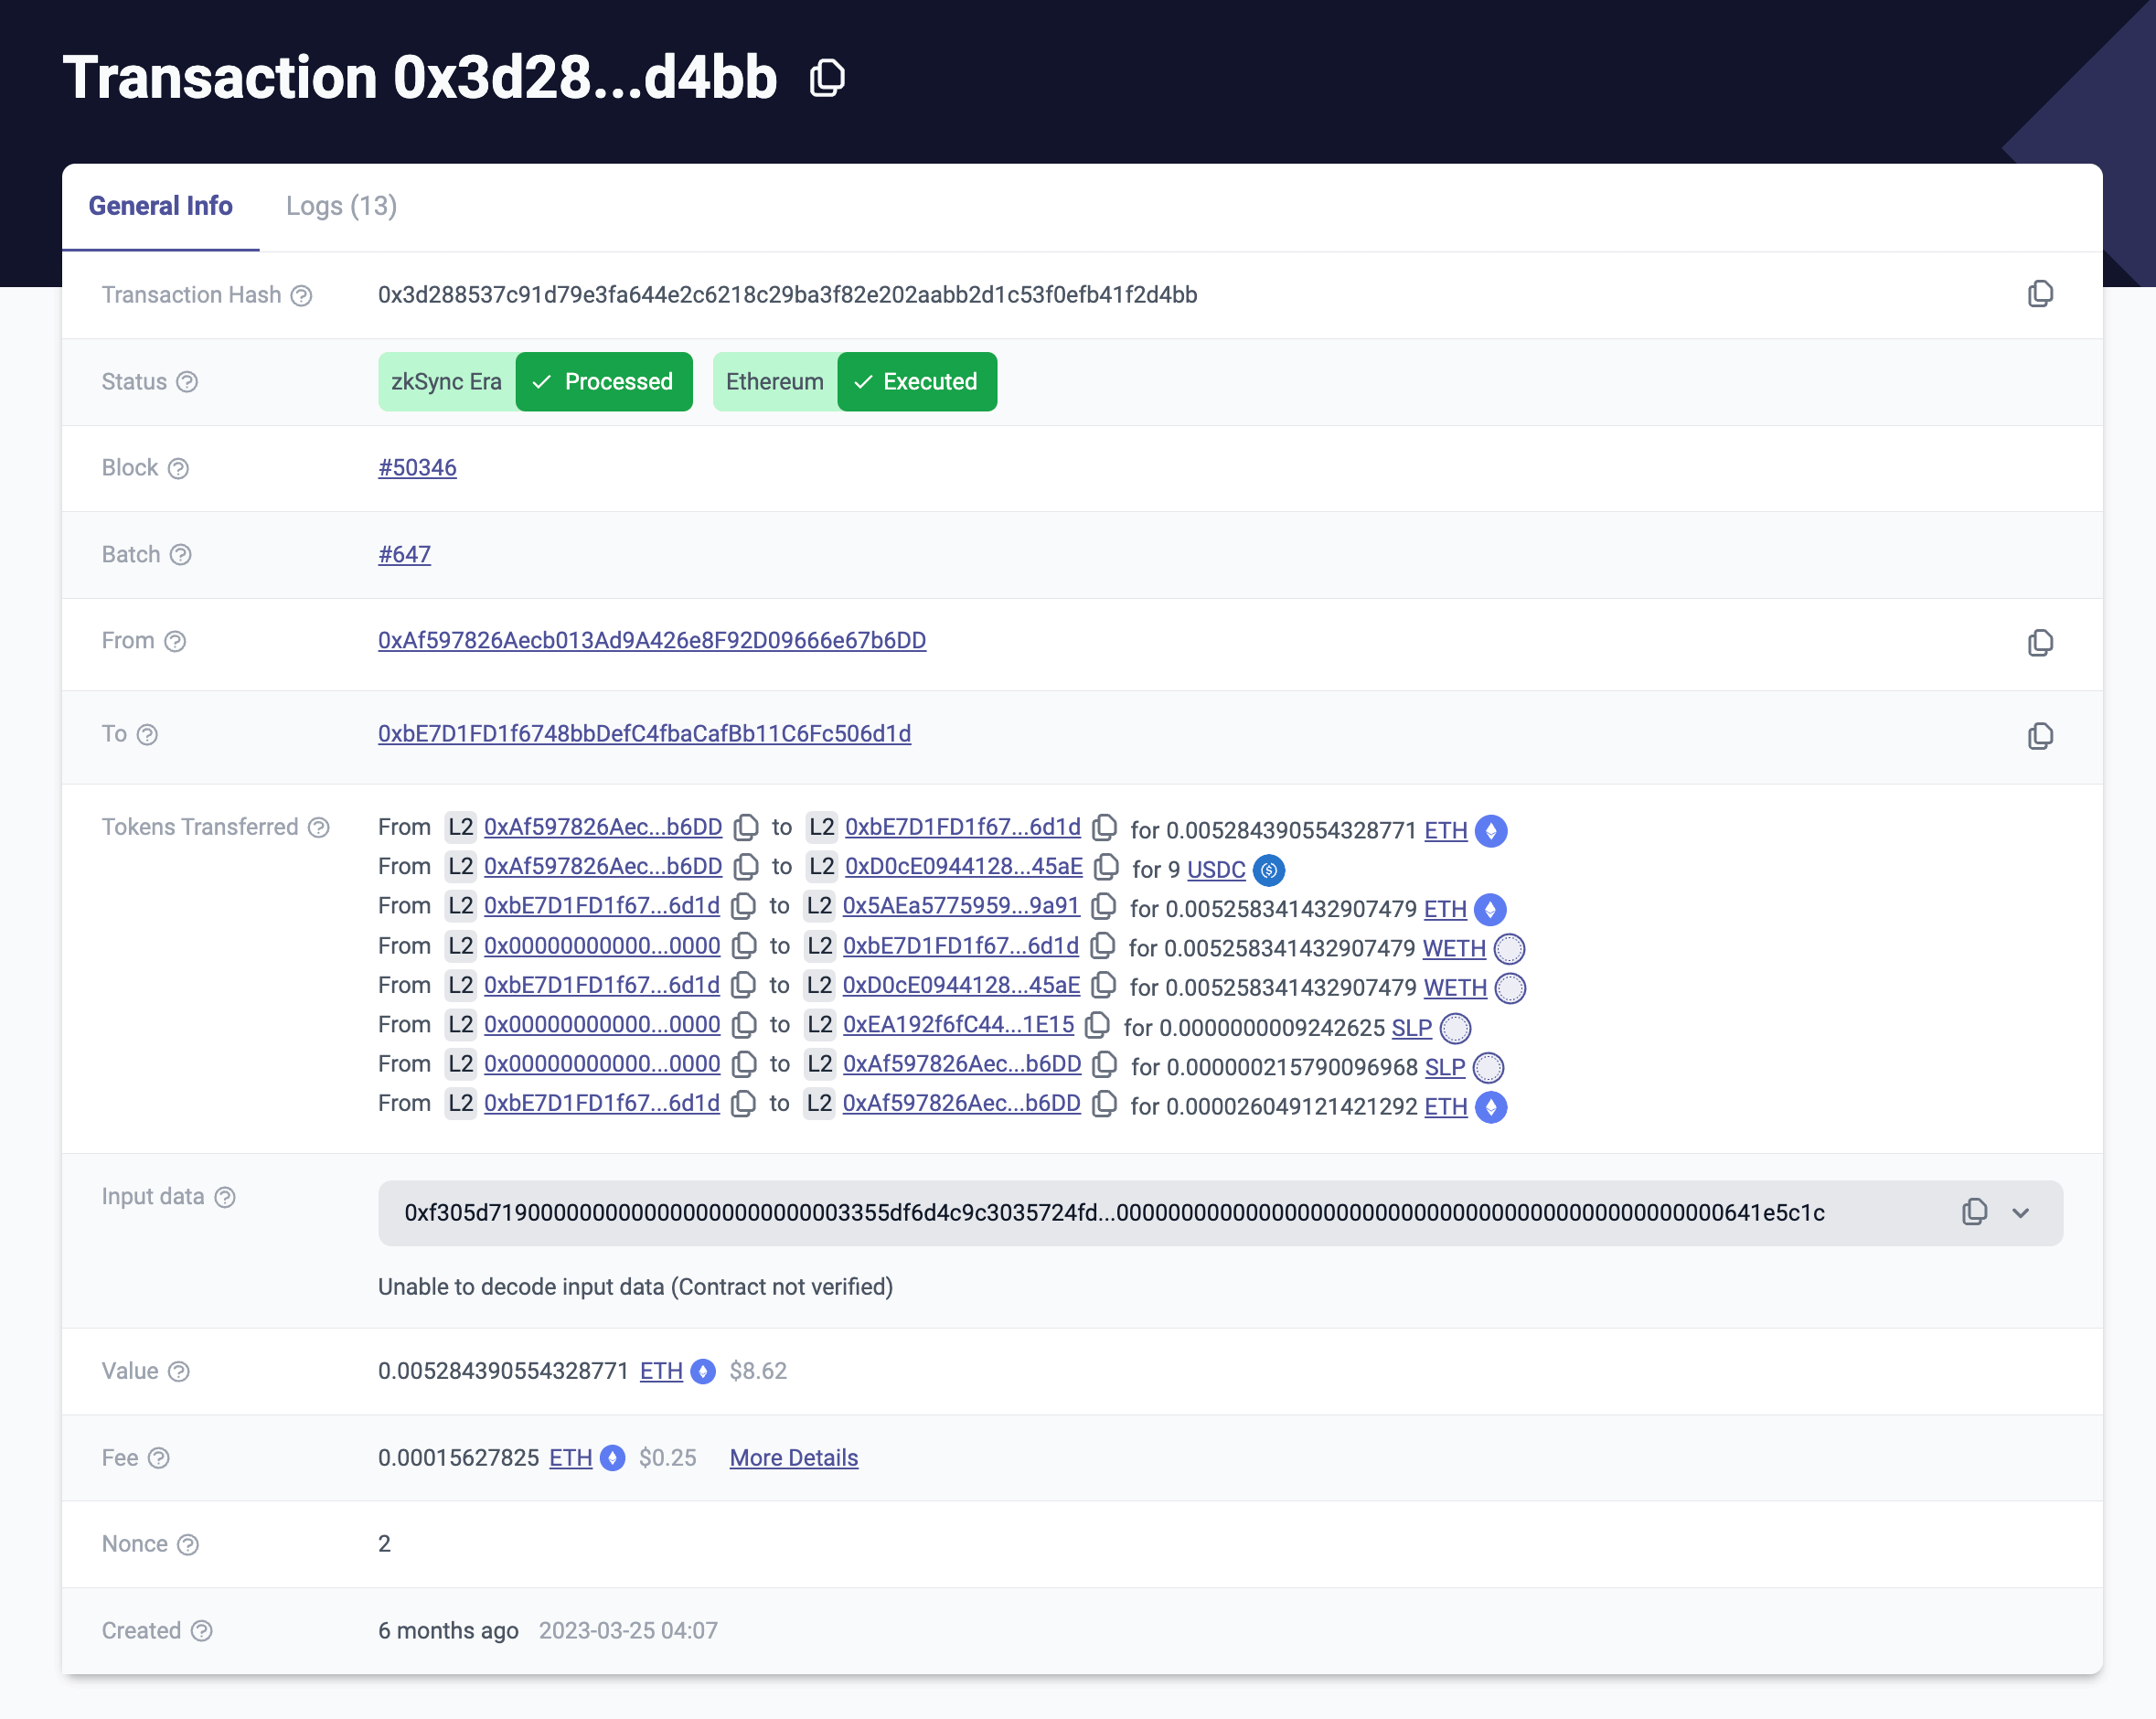 Transaction 0x3d28...d4bb
General Info Logs (13)
Transaction Hash 0x3d288537c91d79e3fa644e2c6218c29ba3f82e202aabb2d1c53f0efb41f2d4bb
Status zkSync Era Processed Ethereum Executed
Block #50346
Batch #647
From 0xAf597826Aecb013Ad9A426e8F92D09666e67b6DD
To 0xbE7D1FD1f6748bbDefC4fbaCafBb11C6Fc506d1d
Tokens Transferred From L2 0xAf597826Aec...b6DD to L2 0xbE7D1FD1f67...6d1d for 0.005284390554328771 ETH
From L2 0xAf597826Aec...b6DD to L2 0xD0cE0944128...45aE for 9 USDC
From L2 0xbE7D1FD1f67...6d1d to L2 0x5AEa5775959...9a91 for 0.005258341432907479 ETH
From L2 0x00000000000...0000 to L2 0xbE7D1FD1f67...6d1d for 0.005258341432907479 WETH
From L2 0xbE7D1FD1f67...6d1d to L2 0xD0cE0944128...45aE for 0.005258341432907479 WETH
From L2 0x00000000000...0000 to L2 0xEA192f6fC44...1E15 for 0.0000000009242625 SLP
From L2 0x00000000000...0000 to L2 0xAf597826Aec...b6DD for 0.000000215790096968 SLP
From L2 0xbE7D1FD1f67...6d1d to L2 0xAf597826Aec...b6DD for 0.000026049121421292 ETH
Input data 0xf305d7190000000000000000000000003355df6d4c9c3035724fd...00000000000000000000000000000000000000000000000641e5c1c
Unable to decode input data (Contract not verified)
Value 0.005284390554328771 ETH $8.62
Fee 0.00015627825 ETH $0.25 More Details
Nonce 2
Created 6 months ago 2023-03-25 04:07